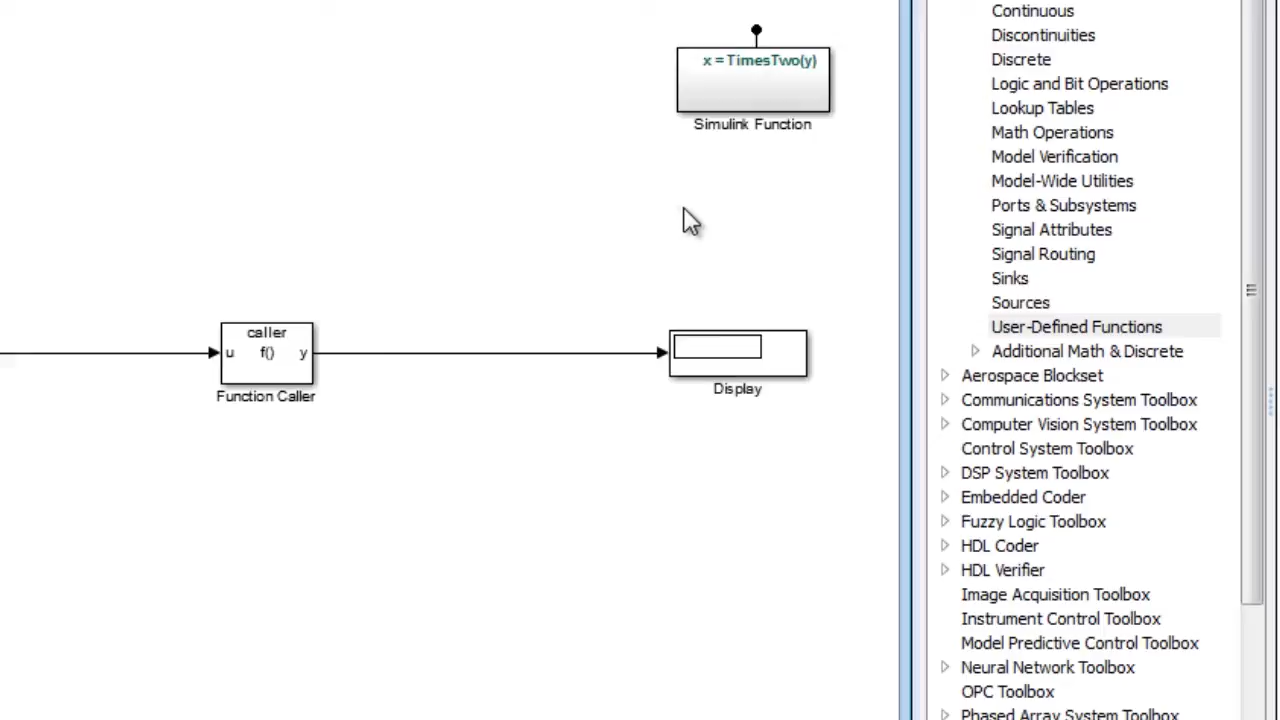 x = TimesTwo(y)
Simulink Function
caller
u f() y
Function Caller
Display
Continuous
Discontinuities
Discrete
Logic and Bit Operations
Lookup Tables
Math Operations
Model Verification
Model-Wide Utilities
Ports & Subsystems
Signal Attributes
Signal Routing
Sinks
Sources
User-Defined Functions
Additional Math & Discrete
Aerospace Blockset
Communications System Toolbox
Computer Vision System Toolbox
Control System Toolbox
DSP System Toolbox
Embedded Coder
Fuzzy Logic Toolbox
HDL Coder
HDL Verifier
Image Acquisition Toolbox
Instrument Control Toolbox
Model Predictive Control Toolbox
Neural Network Toolbox
OPC Toolbox
Phased Array System Toolbox